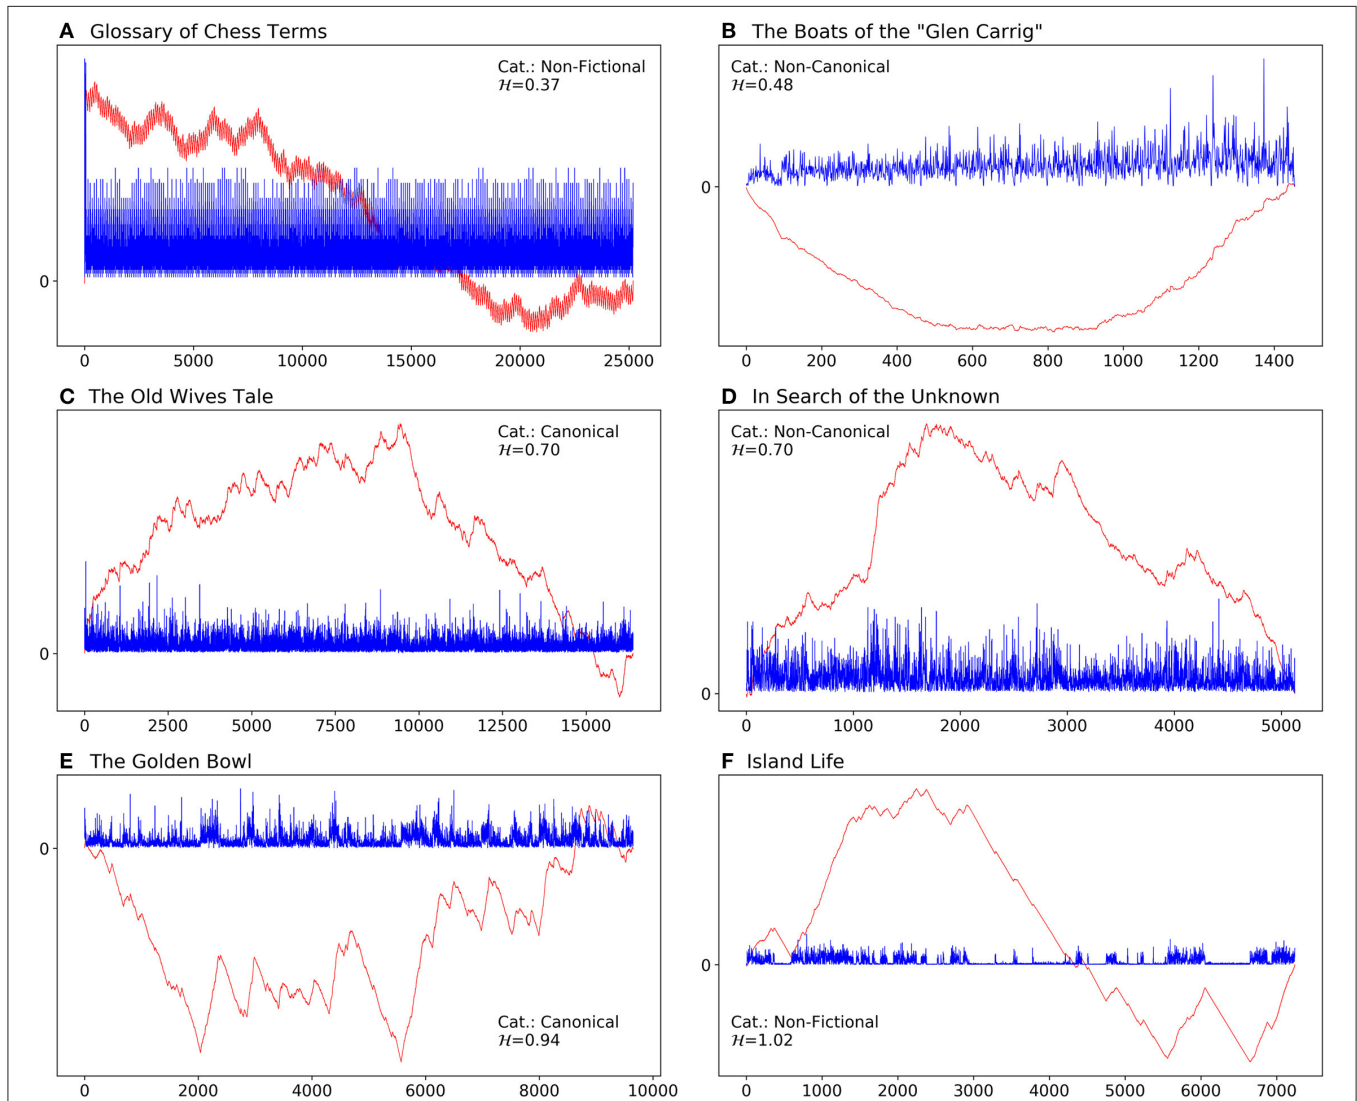 A Glossary of Chess Terms
Cat.: Non-Fictional
ℋ=0.37
0
0 5000 10000 15000 20000 25000
B The Boats of the "Glen Carrig"
Cat.: Non-Canonical
ℋ=0.48
0
0 200 400 600 800 1000 1200 1400
C The Old Wives Tale
Cat.: Canonical
ℋ=0.70
0
0 2500 5000 7500 10000 12500 15000
D In Search of the Unknown
Cat.: Non-Canonical
ℋ=0.70
0
0 1000 2000 3000 4000 5000
E The Golden Bowl
0
Cat.: Canonical
ℋ=0.94
0 2000 4000 6000 8000 10000
F Island Life
0
Cat.: Non-Fictional
ℋ=1.02
0 1000 2000 3000 4000 5000 6000 7000